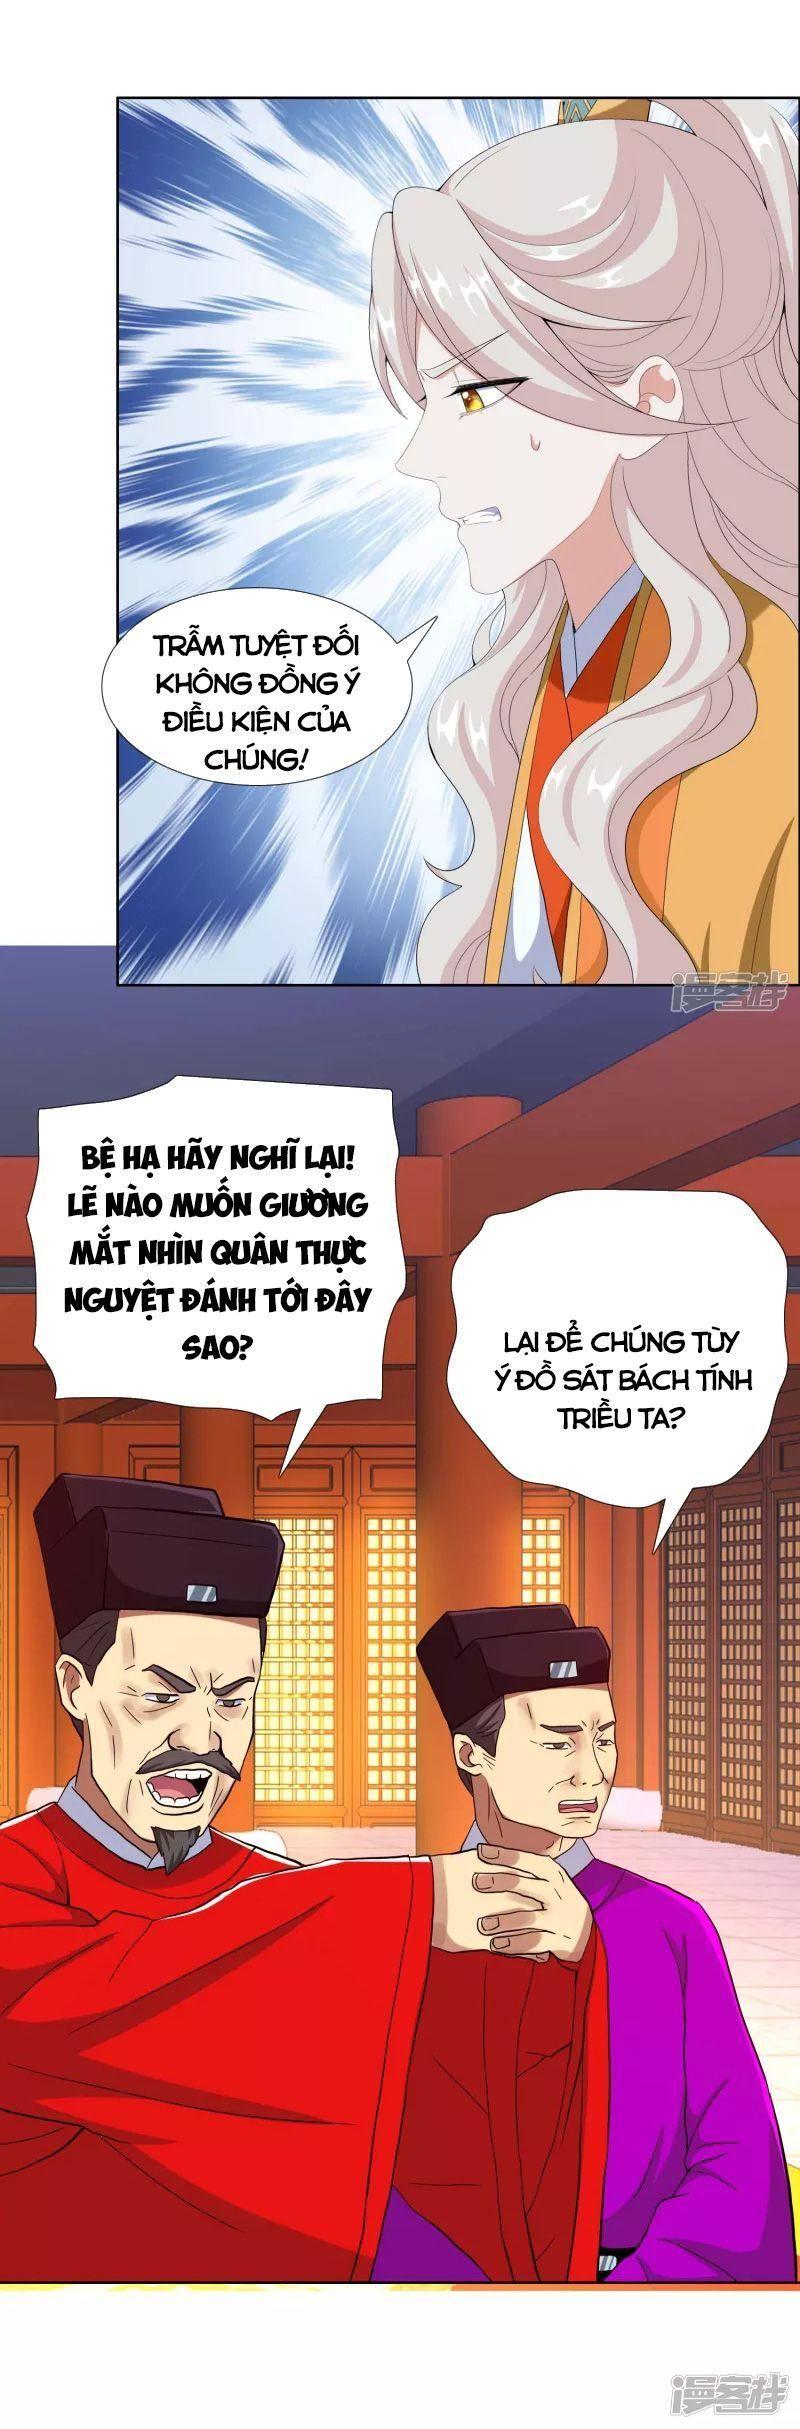 TRẪM TUYỆT ĐỐI
KHÔNG ĐỒNG Ý
ĐIỀU KIỆN CỦA
CHÚNG!
漫客栈
BỆ HẠ HÃY NGHĨ LẠI!
LẼ NÀO MUỐN GIƯƠNG
MẮT NHÌN QUÂN THỰC
NGUYỆT ĐÁNH TỚI ĐÂY
SAO?
LẠI ĐỂ CHÚNG TÙY
Ý ĐỒ SÁT BÁCH TÍNH
TRIỀU TA?
漫客栈